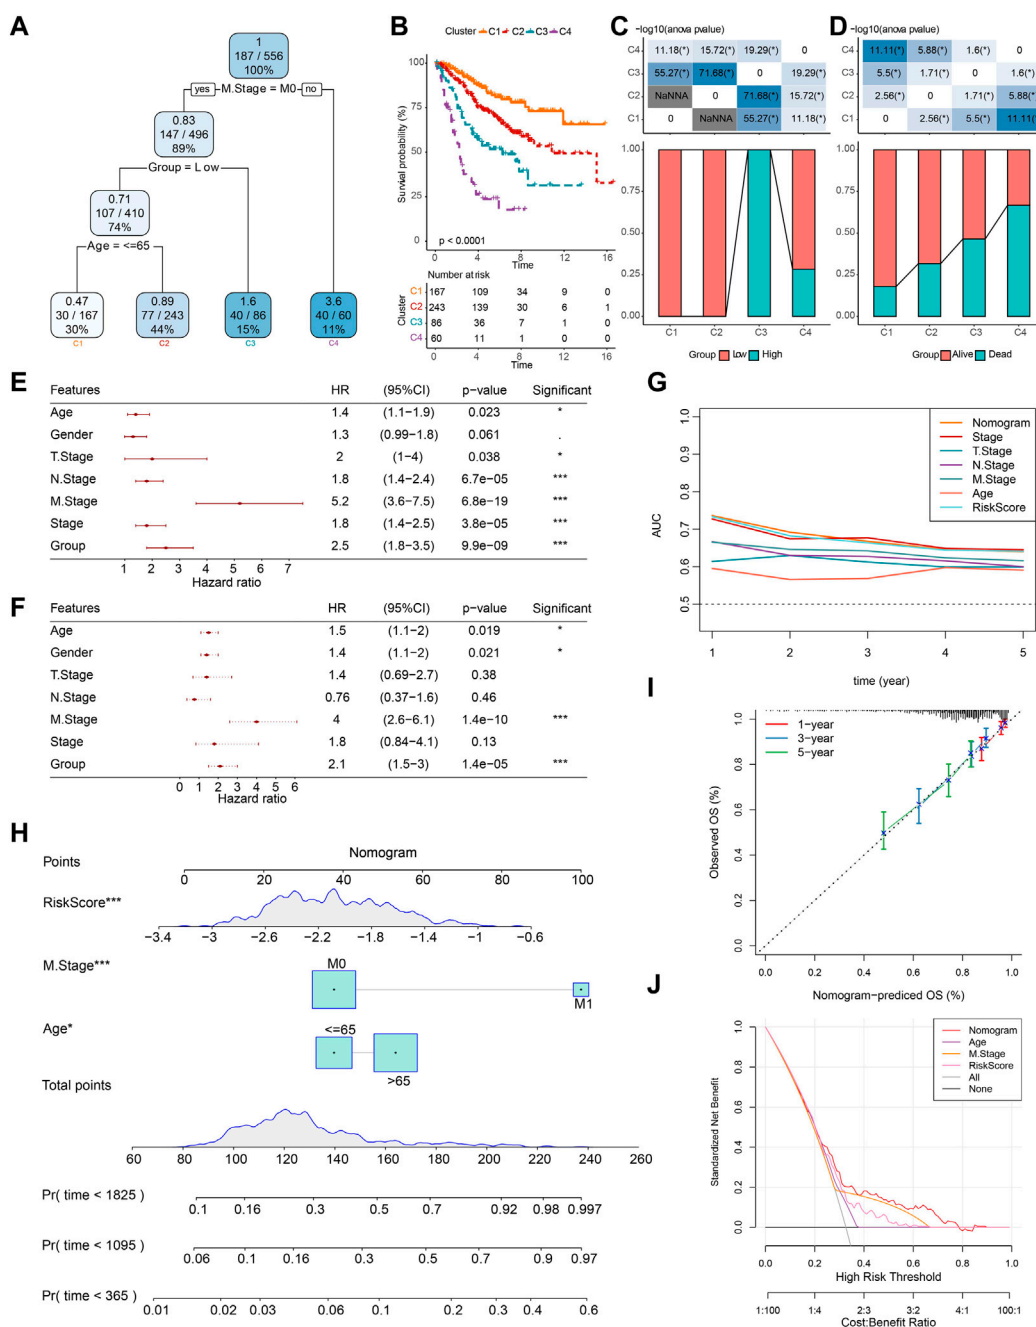 A
1
187 / 556
100%
yes
M.Stage = M0
no
0.83
147 / 496
89%
Group = Low
0.71
107 / 410
74%
Age = <=65
0.47
30 / 167
30%
C1
0.89
77 / 243
44%
C2
1.6
40 / 86
15%
C3
3.6
40 / 60
11%
C4
B
Cluster C1 C2 C3 C4
Survival probability (%)
100
75
50
25
0
p < 0.0001
0 4 8 12 16
Time
Number at risk
Cluster
C1 167 109 34 9 0
C2 243 139 30 6 1
C3 86 36 7 1 0
C4 60 11 1 0 0
0 4 8 12 16
Time
C
−log10(anova pvalue)
C4 11.18(*) 15.72(*) 19.29(*) 0
C3 55.27(*) 71.68(*) 0 19.29(*)
C2 NaNNA 0 71.68(*) 15.72(*)
C1 0 NaNNA 55.27(*) 11.18(*)
1.00
0.75
0.50
0.25
0.00
C1 C2 C3 C4
Group Low High
D
−log10(anova pvalue)
C4 11.11(*) 5.88(*) 1.6(*) 0
C3 5.5(*) 1.71(*) 0 1.6(*)
C2 2.56(*) 0 1.71(*) 5.88(*)
C1 0 2.56(*) 5.5(*) 11.11(*
1.00
0.75
0.50
0.25
0.00
C1 C2 C3 C4
Group Alive Dead
E
Features HR (95%CI) p−value Significant
Age 1.4 (1.1−1.9) 0.023 *
Gender 1.3 (0.99−1.8) 0.061 .
T.Stage 2 (1−4) 0.038 *
N.Stage 1.8 (1.4−2.4) 6.7e−05 ***
M.Stage 5.2 (3.6−7.5) 6.8e−19 ***
Stage 1.8 (1.4−2.5) 3.8e−05 ***
Group 2.5 (1.8−3.5) 9.9e−09 ***
1 2 3 4 5 6 7
Hazard ratio
F
Features HR (95%CI) p−value Significant
Age 1.5 (1.1−2) 0.019 *
Gender 1.4 (1.1−2) 0.021 *
T.Stage 1.4 (0.69−2.7) 0.38
N.Stage 0.76 (0.37−1.6) 0.46
M.Stage 4 (2.6−6.1) 1.4e−10 ***
Stage 1.8 (0.84−4.1) 0.13
Group 2.1 (1.5−3) 1.4e−05 ***
0 1 2 3 4 5 6
Hazard ratio
G
AUC
1.0
0.9
0.8
0.7
0.6
0.5
Nomogram
Stage
T.Stage
N.Stage
M.Stage
Age
RiskScore
1 2 3 4 5
time (year)
H
Nomogram
Points
0 20 40 60 80 100
RiskScore***
−3.4 −3 −2.6 −2.2 −1.8 −1.4 −1 −0.6
M.Stage***
M0
M1
Age*
<=65
>65
Total points
60 80 100 120 140 160 180 200 220 240 260
Pr( time < 1825 )
0.1 0.16 0.3 0.5 0.7 0.92 0.98 0.997
Pr( time < 1095 )
0.06 0.1 0.16 0.3 0.5 0.7 0.9 0.97
Pr( time < 365 )
0.01 0.02 0.03 0.06 0.1 0.2 0.3 0.4 0.6
I
Observed OS (%)
1.0
0.8
0.6
0.4
0.2
0.0
1−year
3−year
5−year
0.0 0.2 0.4 0.6 0.8 1.0
Nomogram−prediced OS (%)
J
Standardized Net Benefit
1.0
0.8
0.6
0.4
0.2
0.0
Nomogram
Age
M.Stage
RiskScore
All
None
0.0 0.2 0.4 0.6 0.8 1.0
High Risk Threshold
1:100 1:4 2:3 3:2 4:1 100:1
Cost:Benefit Ratio